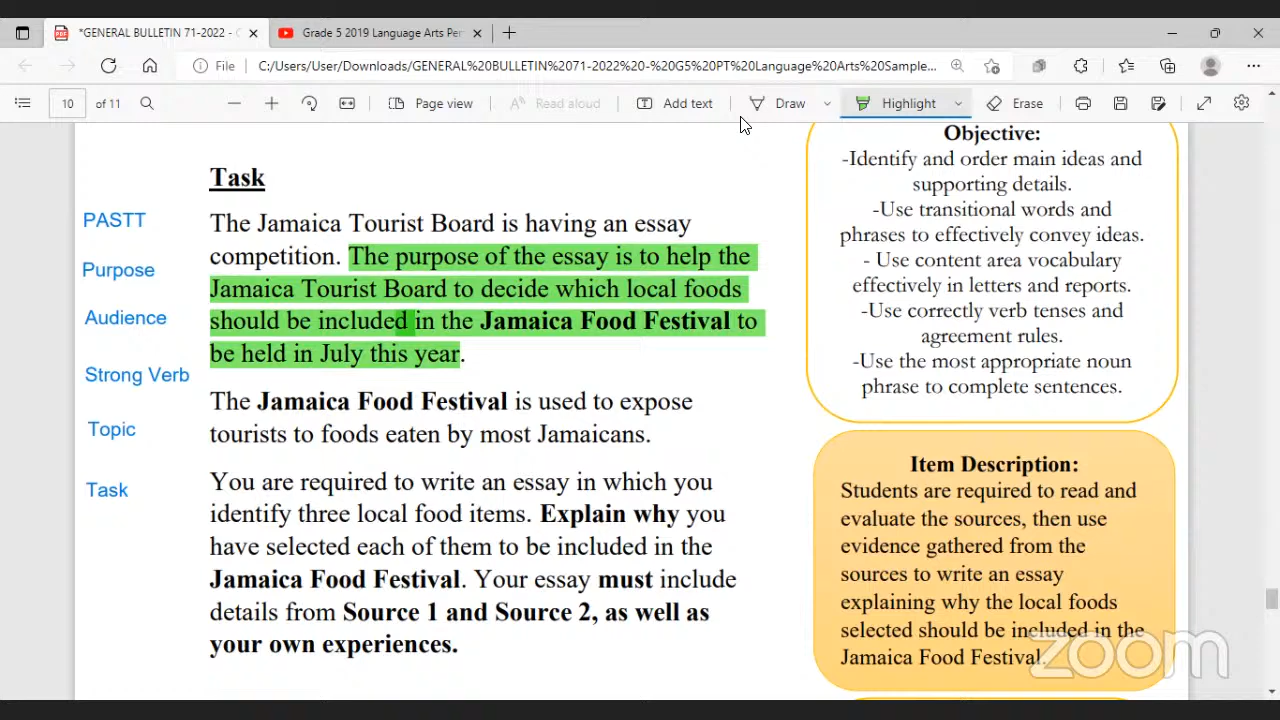 *GENERAL BULLETIN 71-2022 - G
Grade 5 2019 Language Arts Per
File
C:/Users/User/Downloads/GENERAL%20BULLETIN%2071-2022%20-%20G5%20PT%20Language%20Arts%20Sample...
10 of 11
Page view
Read aloud
Add text
Draw
Highlight
Erase
Task
PASTT
Purpose
Audience
Strong Verb
Topic
Task
The Jamaica Tourist Board is having an essay
competition. The purpose of the essay is to help the
Jamaica Tourist Board to decide which local foods
should be included in the Jamaica Food Festival to
be held in July this year.
The Jamaica Food Festival is used to expose
tourists to foods eaten by most Jamaicans.
You are required to write an essay in which you
identify three local food items. Explain why you
have selected each of them to be included in the
Jamaica Food Festival. Your essay must include
details from Source 1 and Source 2, as well as
your own experiences.
Objective:
-Identify and order main ideas and
supporting details.
-Use transitional words and
phrases to effectively convey ideas.
- Use content area vocabulary
effectively in letters and reports.
-Use correctly verb tenses and
agreement rules.
-Use the most appropriate noun
phrase to complete sentences.
Item Description:
Students are required to read and
evaluate the sources, then use
evidence gathered from the
sources to write an essay
explaining why the local foods
selected should be included in the
Jamaica Food Festival.
zoom